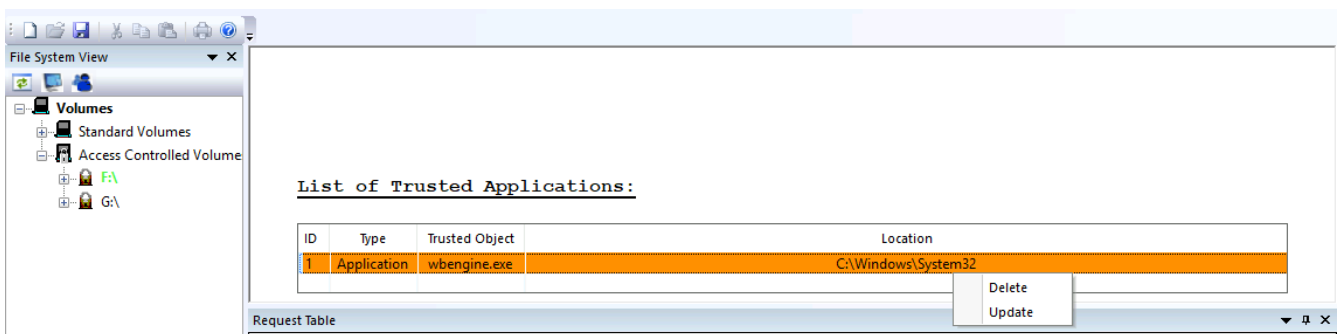 File System View
Volumes
Standard Volumes
Access Controlled Volume
F:\
G:\
List of Trusted Applications:
ID Type Trusted Object Location
1 Application wbengine.exe C:\Windows\System32
Delete
Update
Request Table